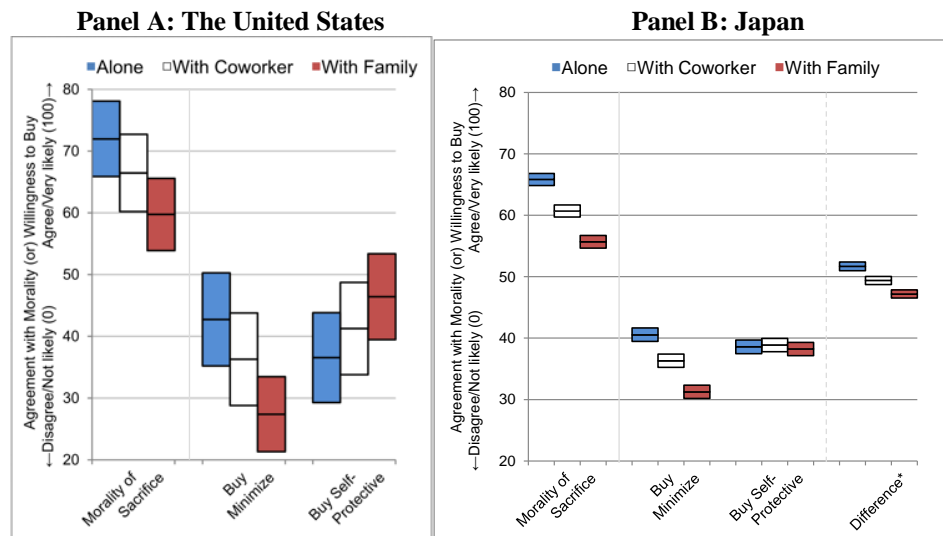 Panel A: The United States
Alone With Coworker With Family
Agreement with Morality (or) Willingness to Buy
←Disagree/Not likely (0) Agree/Very likely (100)→
80
70
60
50
40
30
20
Morality of
Sacrifice
Buy
Minimize
Buy Self-
Protective
Panel B: Japan
Alone With Coworker With Family
Agreement with Morality (or) Willingness to Buy
←Disagree/Not likely (0) Agree/Very likely (100)→
80
70
60
50
40
30
20
Morality of
Sacrifice
Buy
Minimize
Buy Self-
Protective
Difference*